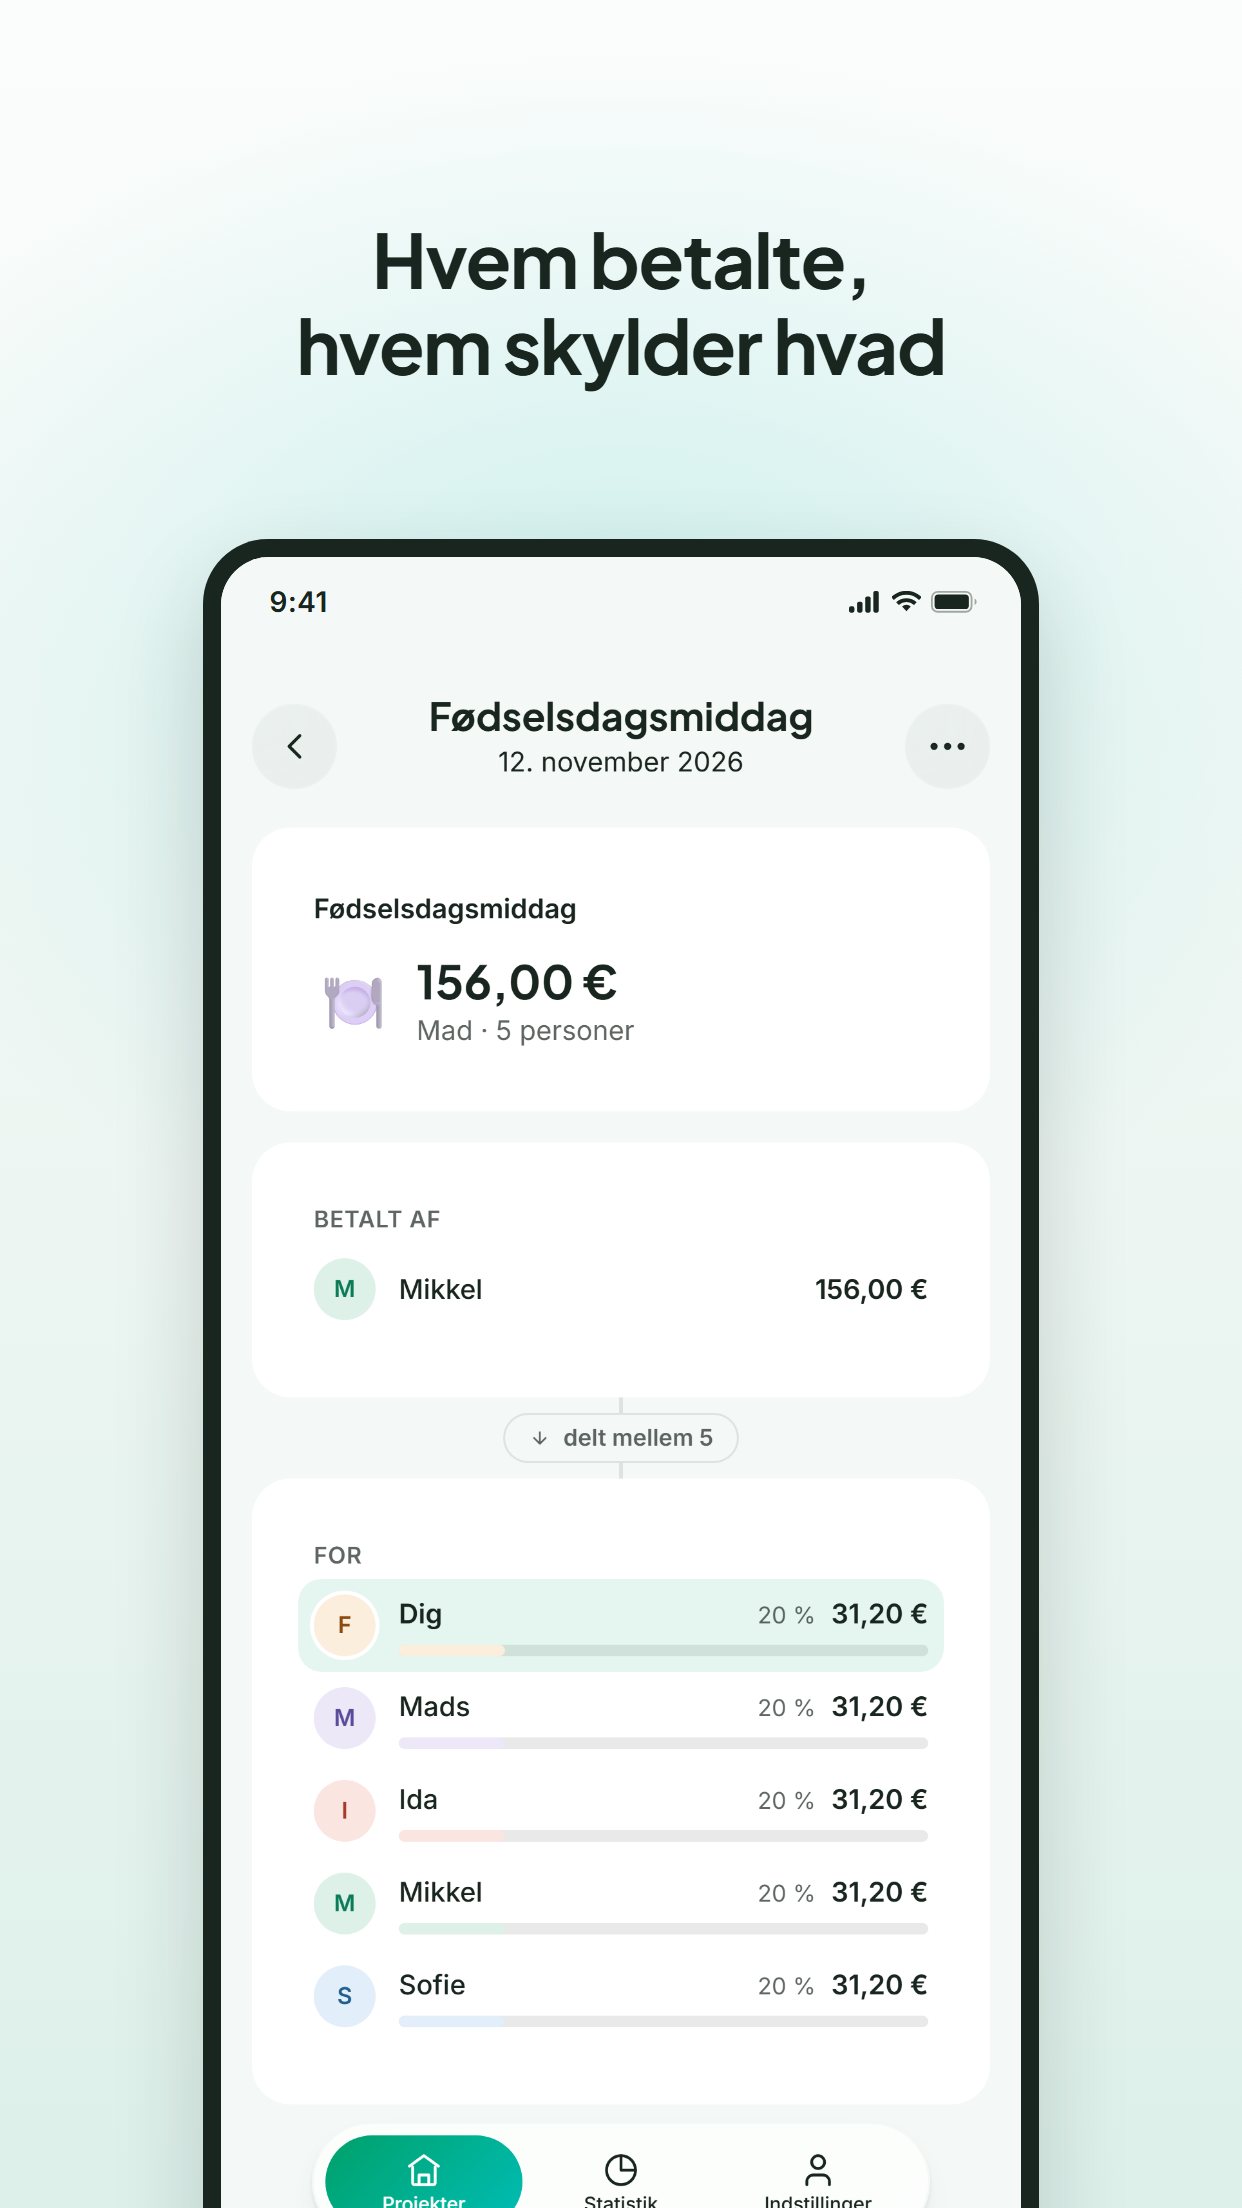 Hvem betalte,
hvem skylder hvad
9:41
Fødselsdagsmiddag
12. november 2026
Fødselsdagsmiddag
156,00 €
Mad · 5 personer
BETALT AF
M Mikkel 156,00 €
↓ delt mellem 5
FOR
F Dig 20 % 31,20 €
M Mads 20 % 31,20 €
I Ida 20 % 31,20 €
M Mikkel 20 % 31,20 €
S Sofie 20 % 31,20 €
Projekter Statistik Indstillinger